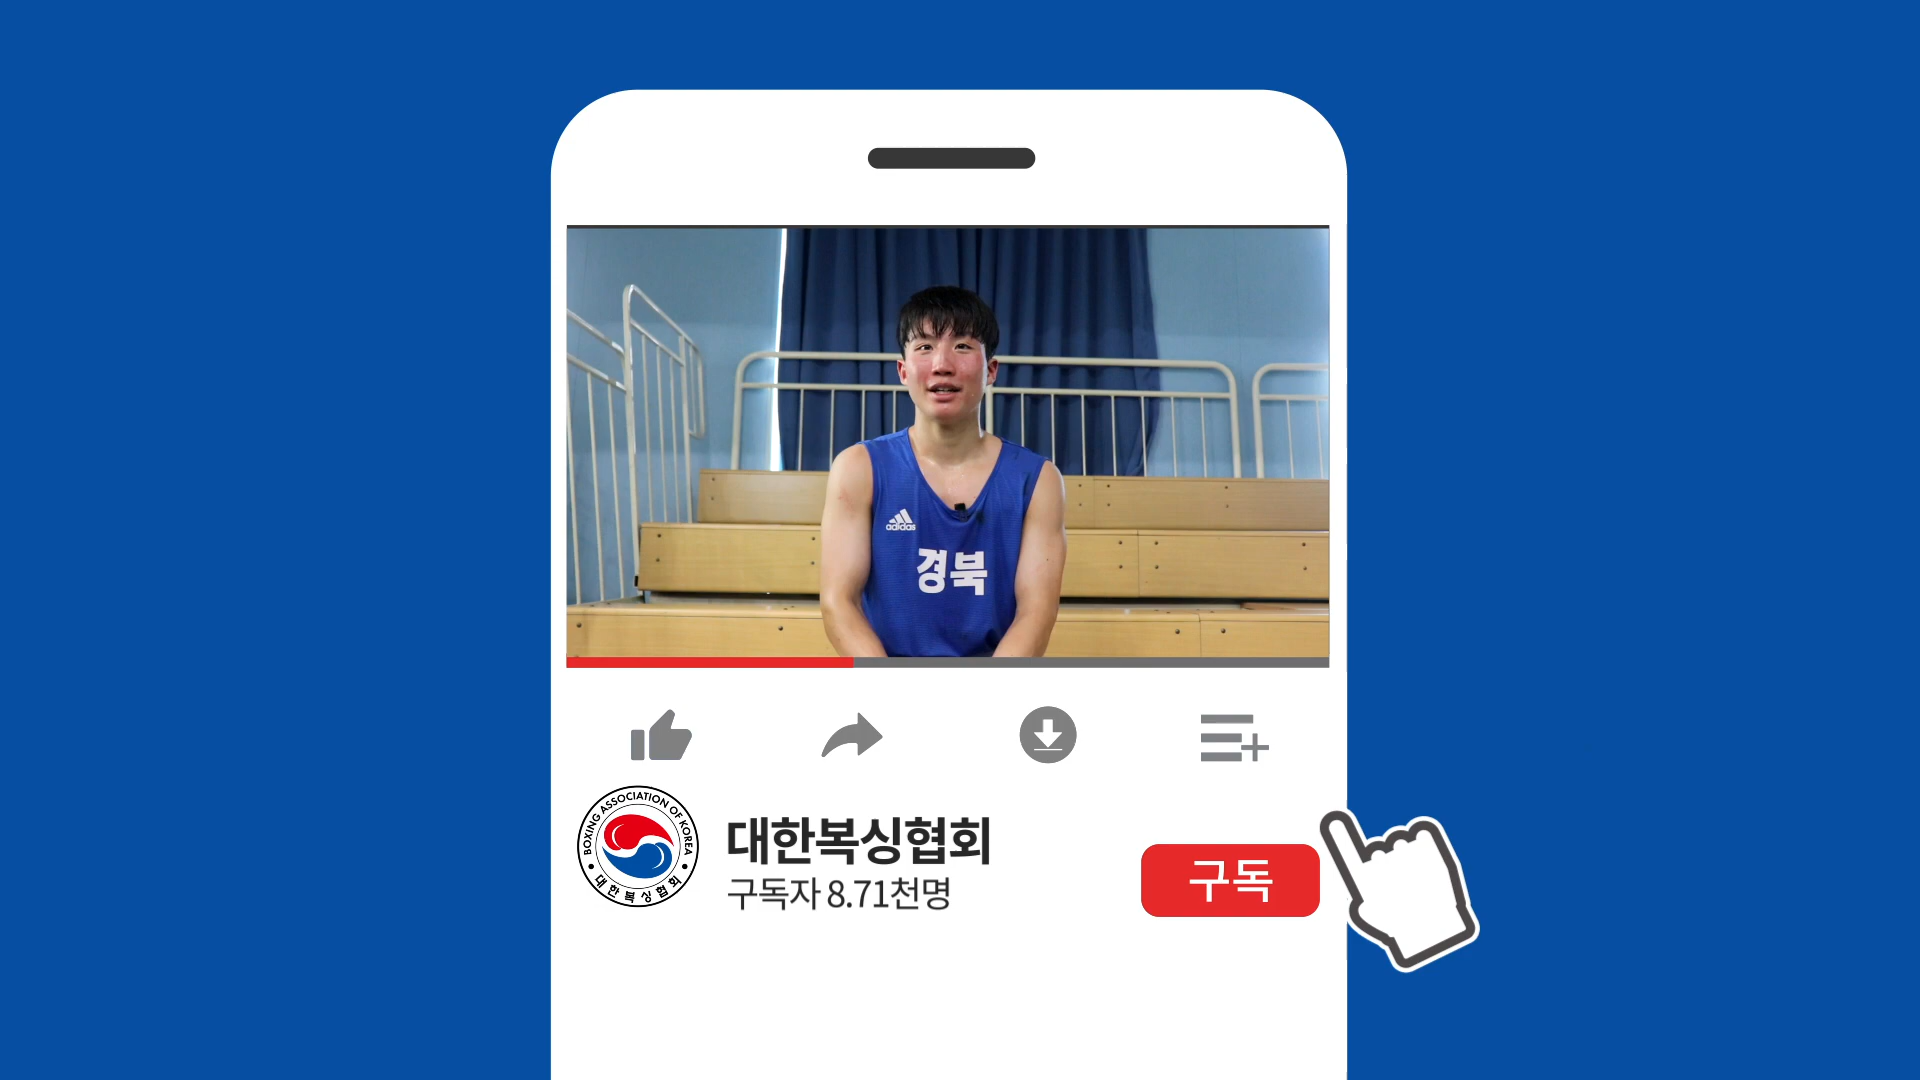 adidas
경북
BOXING ASSOCIATION OF KOREA
대한복싱협회
대한복싱협회
구독자 8.71천명
구독